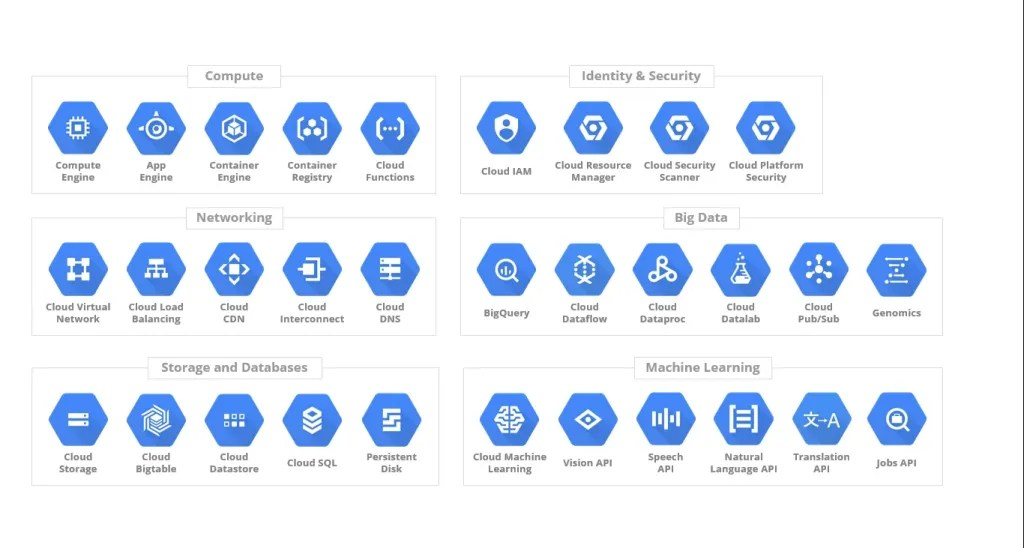 Compute
Compute
Engine
App
Engine
Container
Engine
Container
Registry
Cloud
Functions
Identity & Security
Cloud IAM
Cloud Resource
Manager
Cloud Security
Scanner
Cloud Platform
Security
Networking
Cloud Virtual
Network
Cloud Load
Balancing
Cloud
CDN
Cloud
Interconnect
Cloud
DNS
Big Data
BigQuery
Cloud
Dataflow
Cloud
Dataproc
Cloud
Datalab
Cloud
Pub/Sub
Genomics
Storage and Databases
Cloud
Storage
Cloud
Bigtable
Cloud
Datastore
Cloud SQL
Persistent
Disk
Machine Learning
Cloud Machine
Learning
Vision API
Speech
API
Natural
Language API
文→A
Translation
API
Jobs API